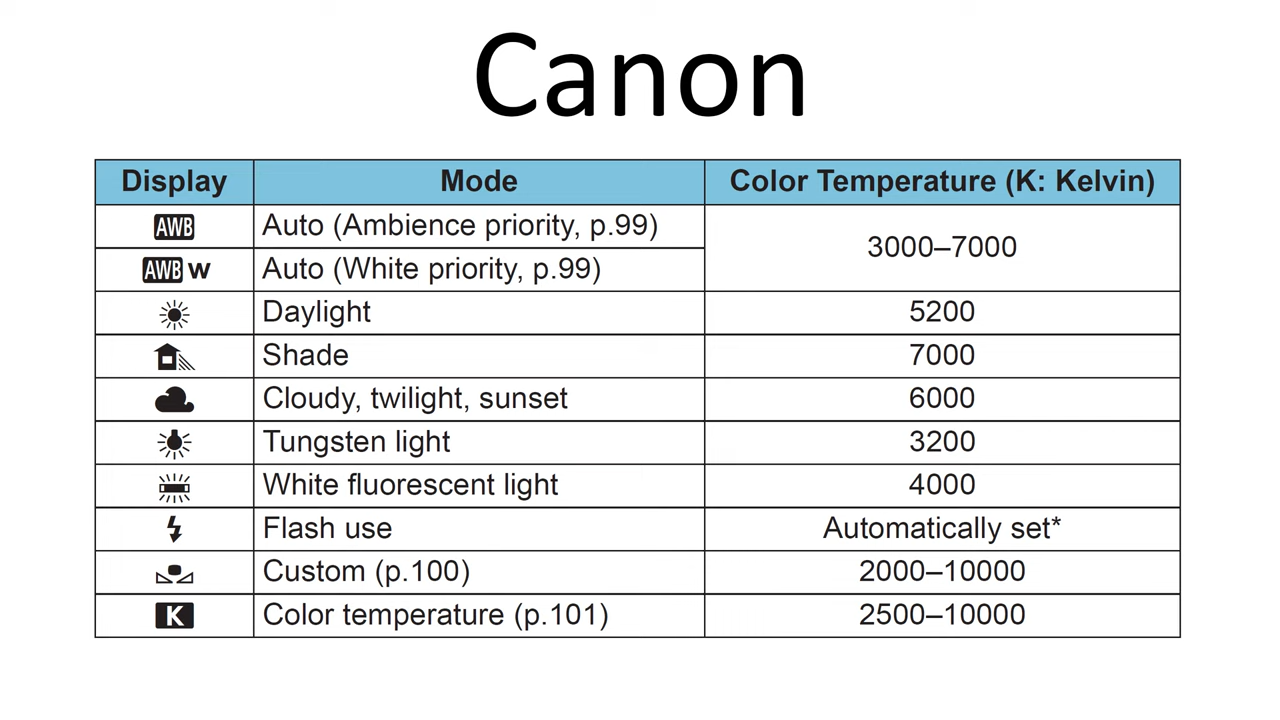 Canon
Display Mode Color Temperature (K: Kelvin)
AWB Auto (Ambience priority, p.99)
3000–7000
AWB W Auto (White priority, p.99)
Daylight 5200
Shade 7000
Cloudy, twilight, sunset 6000
Tungsten light 3200
White fluorescent light 4000
Flash use Automatically set*
Custom (p.100) 2000–10000
K Color temperature (p.101) 2500–10000